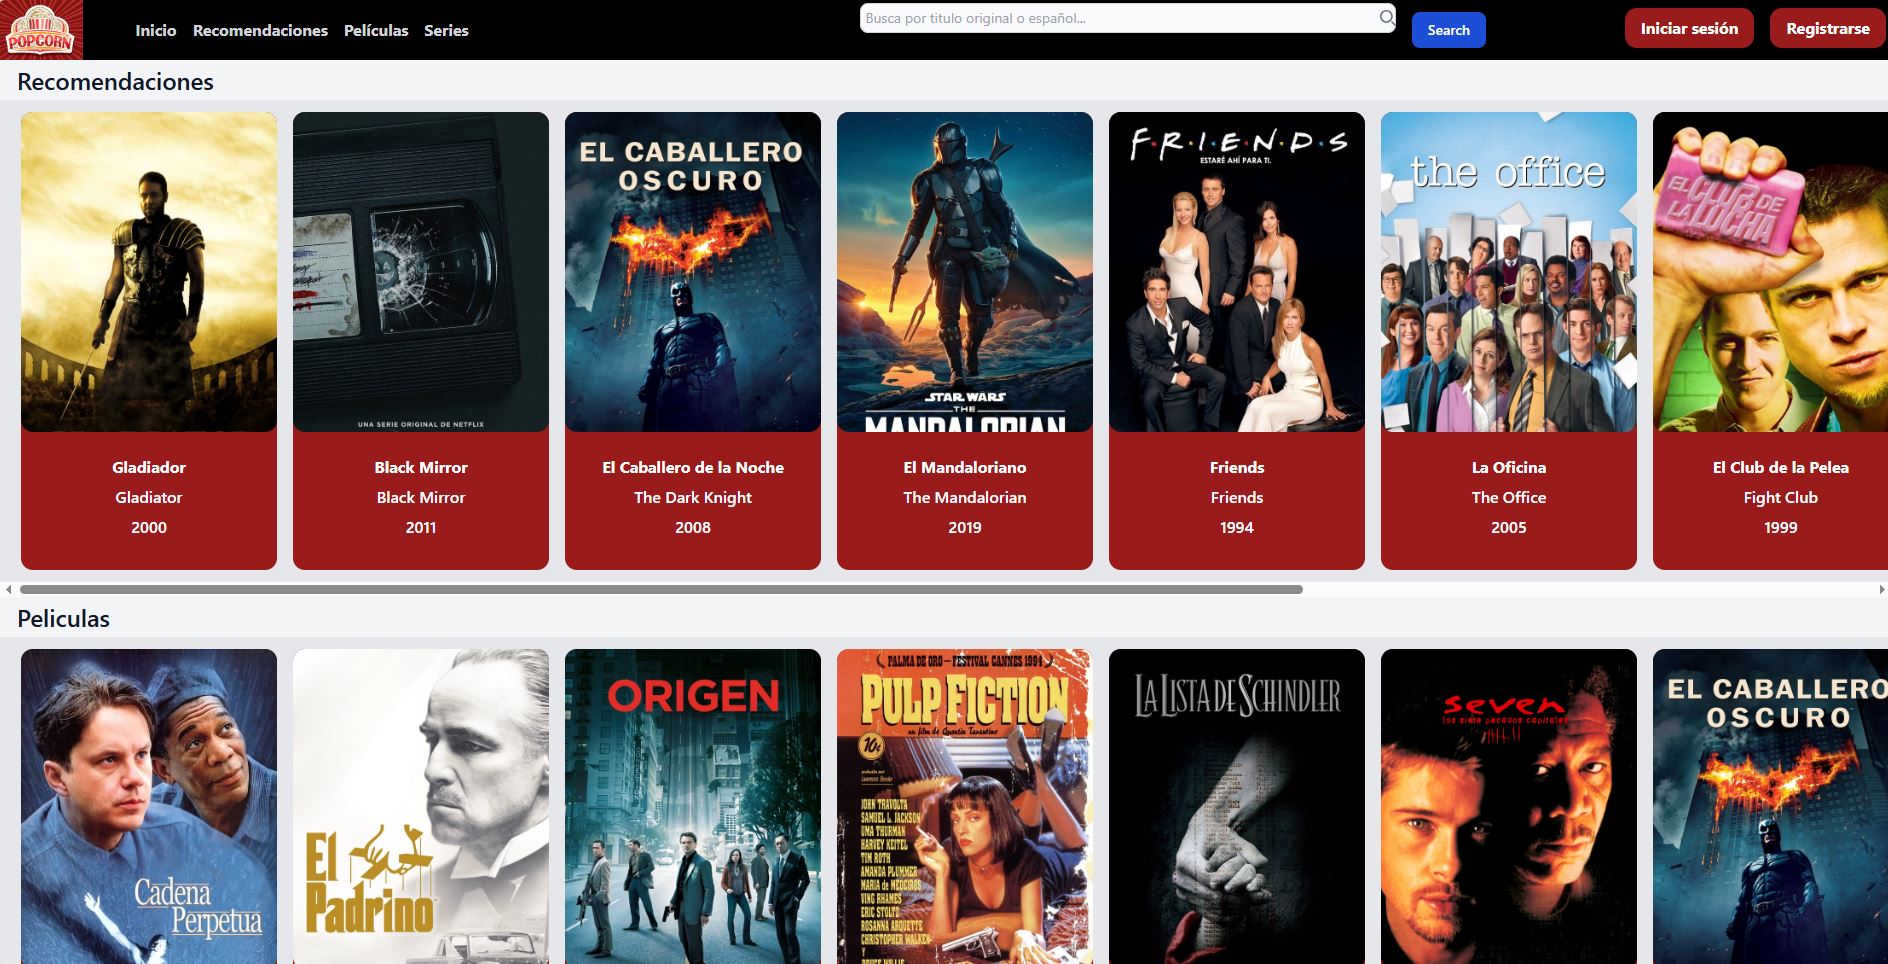 POPCORN
Inicio
Recomendaciones
Películas
Series
Busca por titulo original o español...
Search
Iniciar sesión
Registrarse
Recomendaciones
UNA SERIE ORIGINAL DE NETFLIX
EL CABALLERO
OSCURO
STAR WARS
THE
MANDALORIAN
F·R·I·E·N·D·S
ESTARÉ AHÍ PARA TI.
the office
EL CLUB DE
LA LUCHA
Gladiador
Gladiator
2000
Black Mirror
Black Mirror
2011
El Caballero de la Noche
The Dark Knight
2008
El Mandaloriano
The Mandalorian
2019
Friends
Friends
1994
La Oficina
The Office
2005
El Club de la Pelea
Fight Club
1999
Peliculas
Cadena
Perpetua
El
Padrino
ORIGEN
PALMA DE ORO – FESTIVAL CANNES 1994
PULP FICTION
un film de Quentin Tarantino
10¢
JOHN TRAVOLTA
SAMUEL L. JACKSON
UMA THURMAN
HARVEY KEITEL
TIM ROTH
AMANDA PLUMMER
MARIA de MEDEIROS
VING RHAMES
ERIC STOLTZ
ROSANNA ARQUETTE
CHRISTOPHER WALKEN
Y
BRUCE WILLIS
LA LISTA DE SCHINDLER
seven
los siete pecados capitales
EL CABALLERO
OSCURO